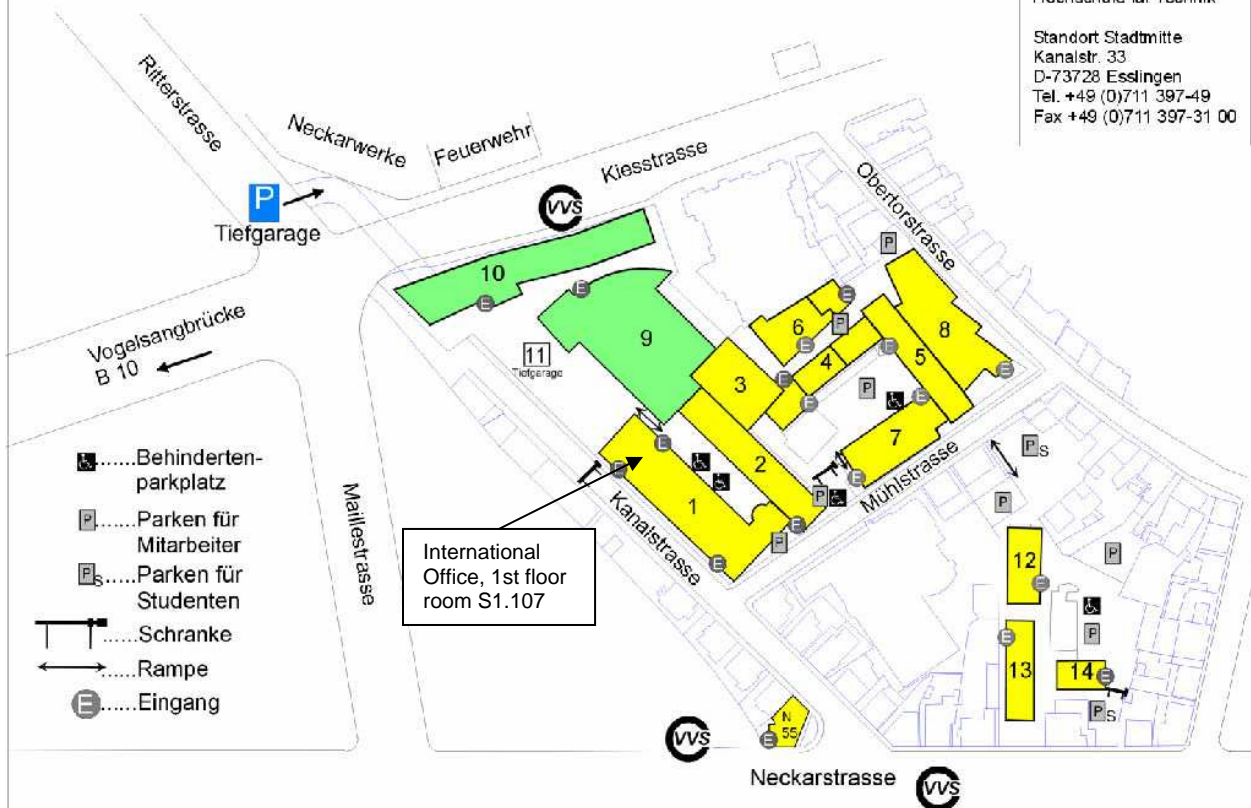 Standort Stadtmitte
Kanalstr. 33
D-73728 Esslingen
Tel. +49 (0)711 397-49
Fax +49 (0)711 397-31 00
Ritterstrasse
Neckarwerke
Feuerwehr
Kiesstrasse
Obertorstrasse
P
Tiefgarage
VVS
10
E
E
9
11
Tiefgarage
Vogelsangbrücke
B 10
P
6
E
P
E
8
5
E
4
E
E
3
P
E
E
7
E
P
Mühlstrasse
2
E
E
E
1
E
P
Kanalstrasse
Maillestrasse
International
Office, 1st floor
room S1.107
......Behinderten-
parkplatz
P......Parken für
Mitarbeiter
Ps.....Parken für
Studenten
......Schranke
......Rampe
E......Eingang
Ps
P
P
12
E
P
E
13
14
E
Ps
N
55
E
VVS
Neckarstrasse
VVS